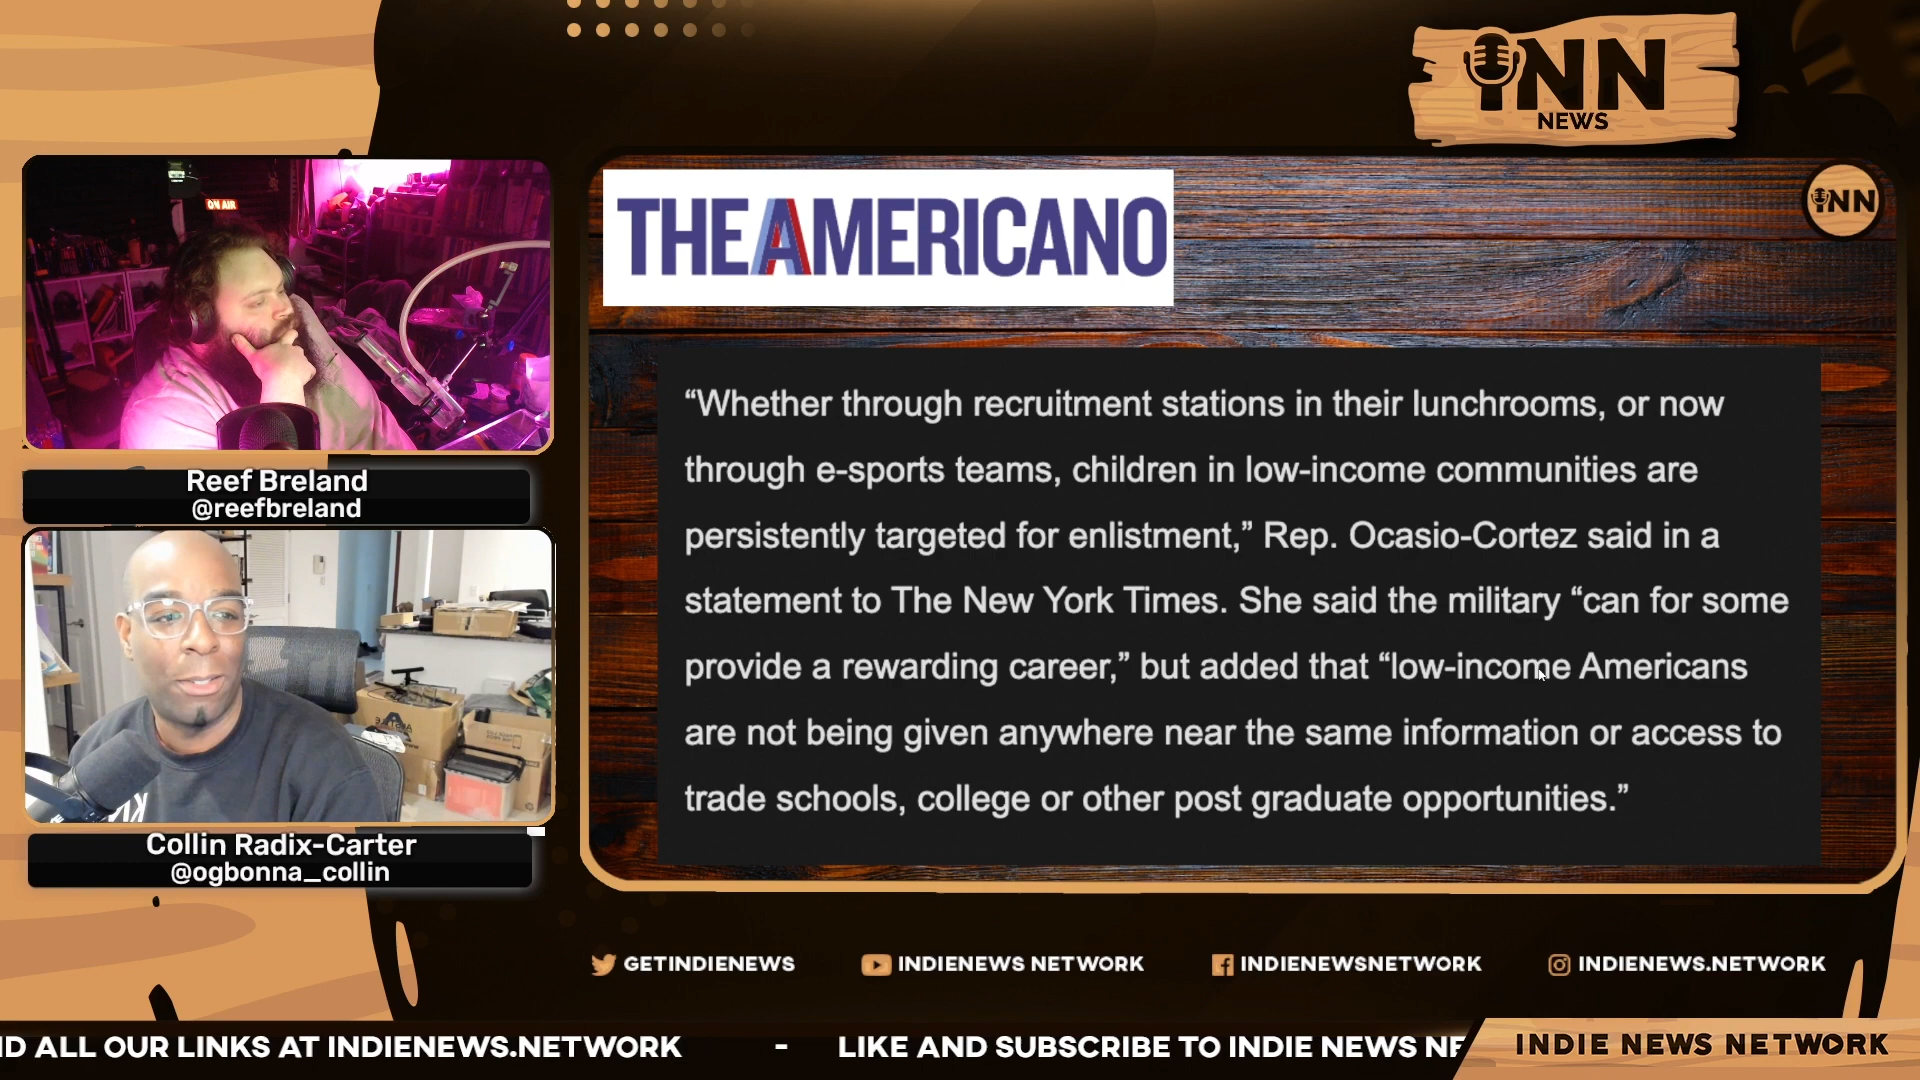 iNN
NEWS
ON AIR
THE AMERICANO
iNN
“Whether through recruitment stations in their lunchrooms, or now
through e-sports teams, children in low-income communities are
persistently targeted for enlistment,” Rep. Ocasio-Cortez said in a
statement to The New York Times. She said the military “can for some
provide a rewarding career,” but added that “low-income Americans
are not being given anywhere near the same information or access to
trade schools, college or other post graduate opportunities.”
Reef Breland
@reefbreland
Collin Radix-Carter
@ogbonna_collin
GETINDIENEWS
INDIENEWS NETWORK
INDIENEWSNETWORK
INDIENEWS.NETWORK
D ALL OUR LINKS AT INDIENEWS.NETWORK - LIKE AND SUBSCRIBE TO INDIE NEWS NE
INDIE NEWS NETWORK